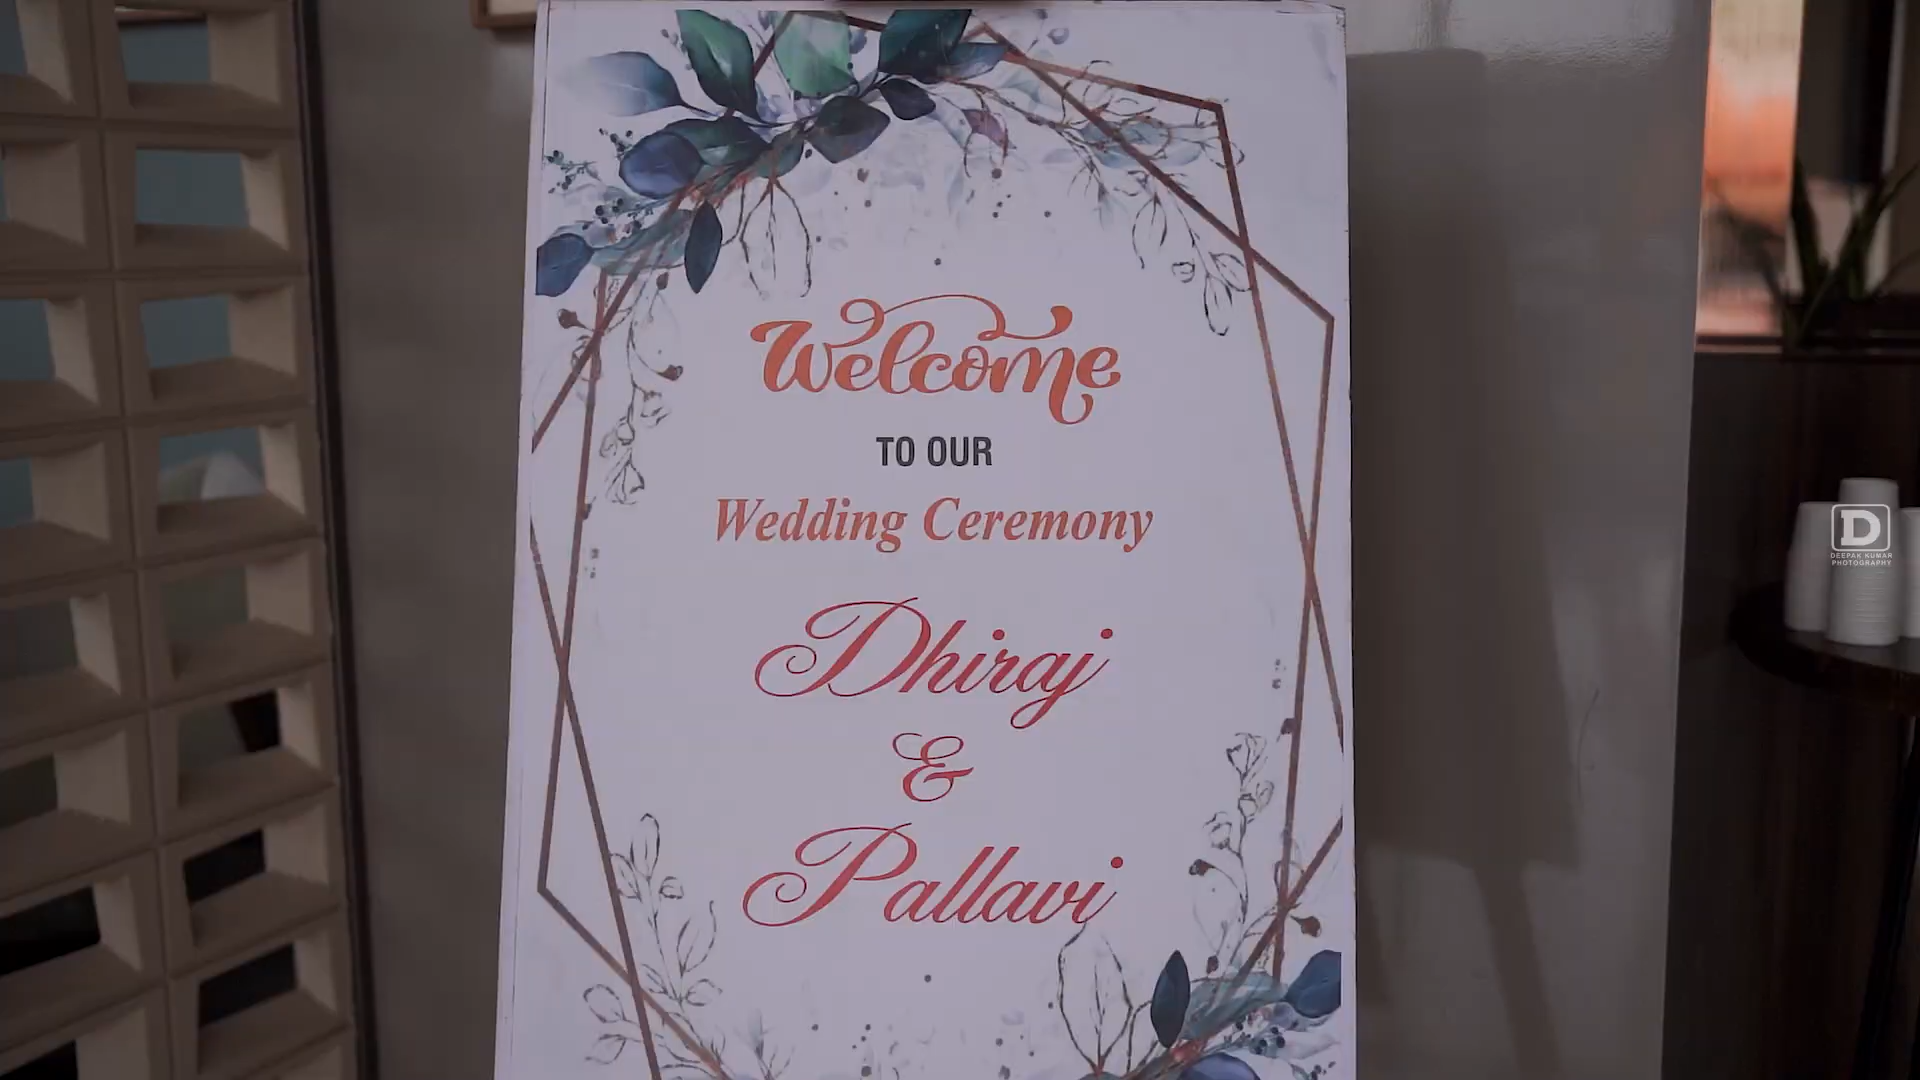 Welcome
TO OUR
Wedding Ceremony
Dhiraj
&
Pallavi
D
DEEPAK KUMAR
PHOTOGRAPHY